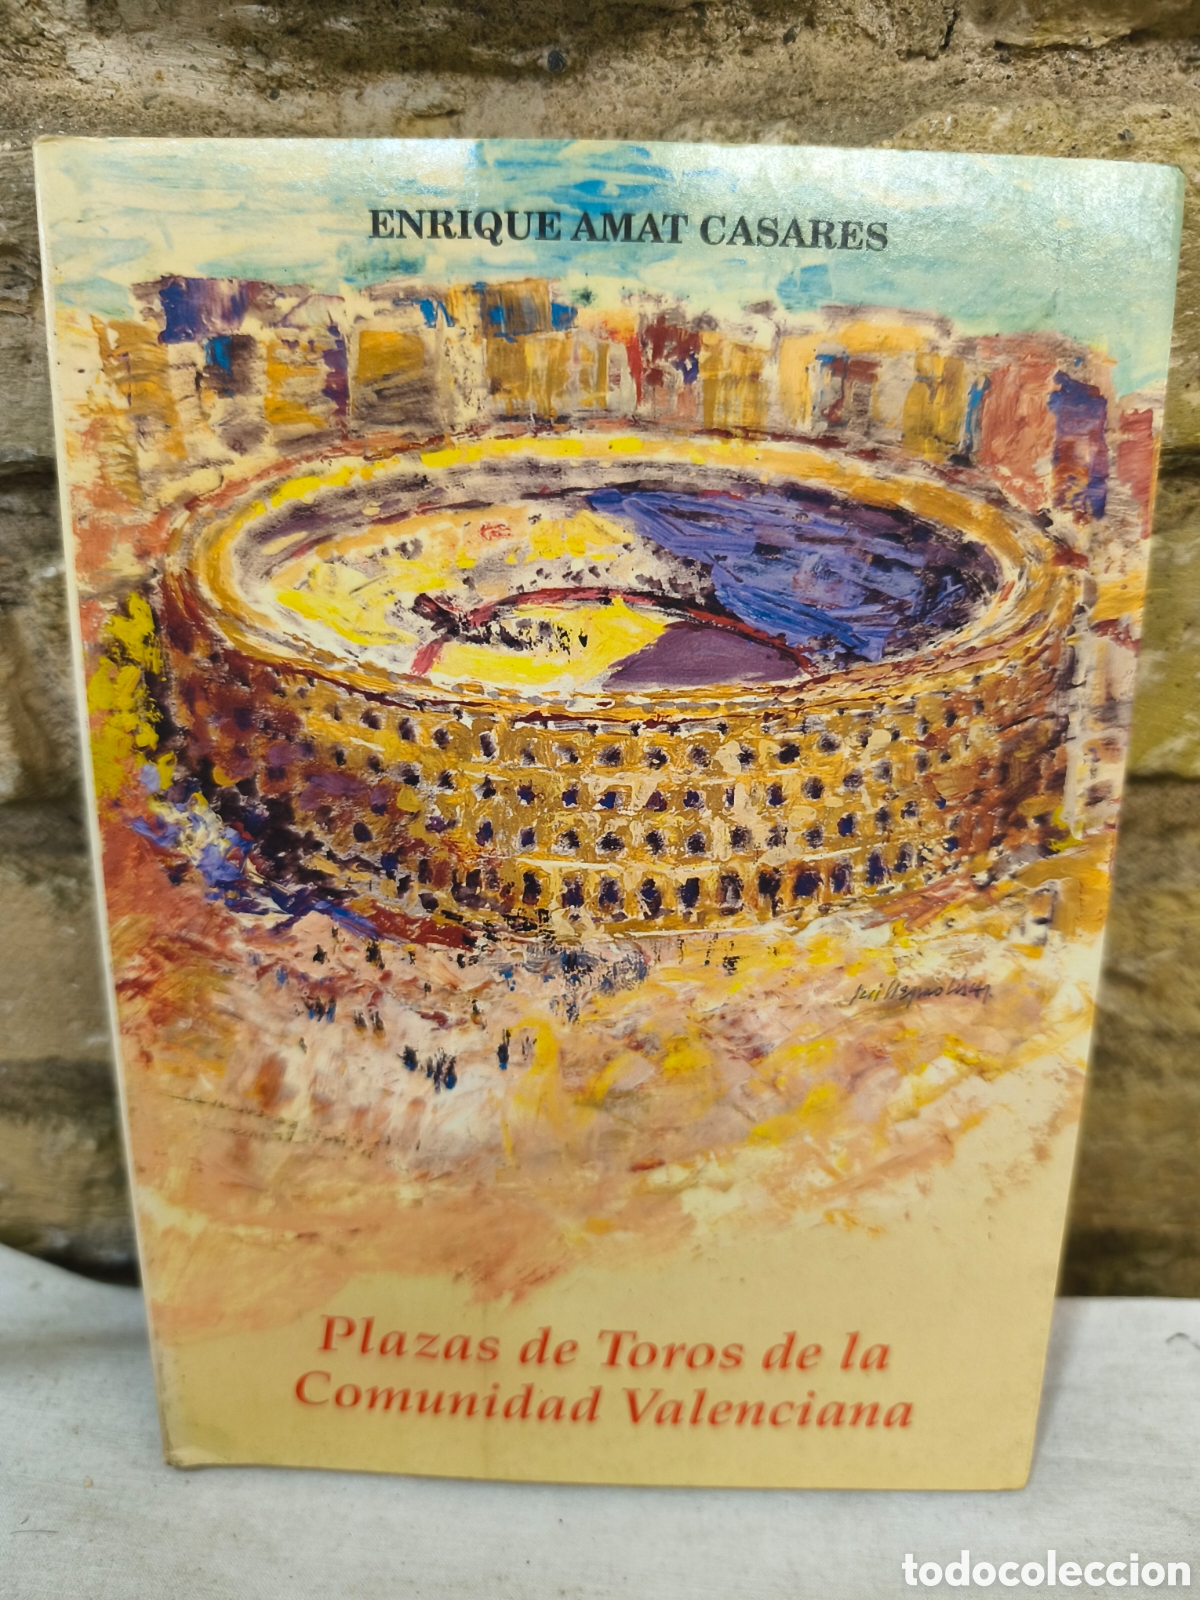 ENRIQUE AMAT CASARES
Plazas de Toros de la
Comunidad Valenciana
todocoleccion